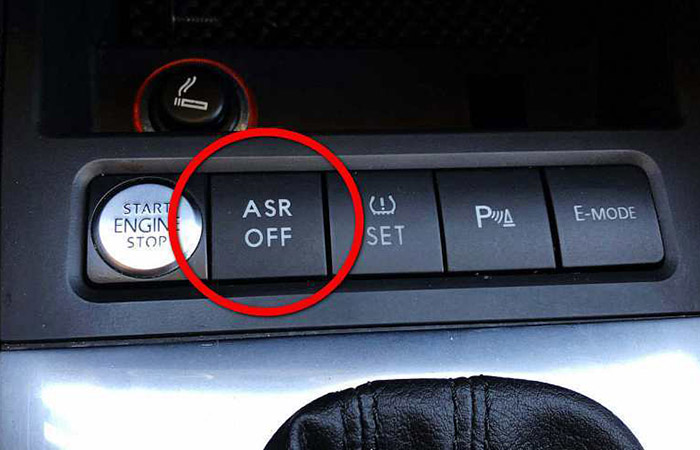 START
ENGINE
STOP
ASR
OFF
SET
P
E-MODE